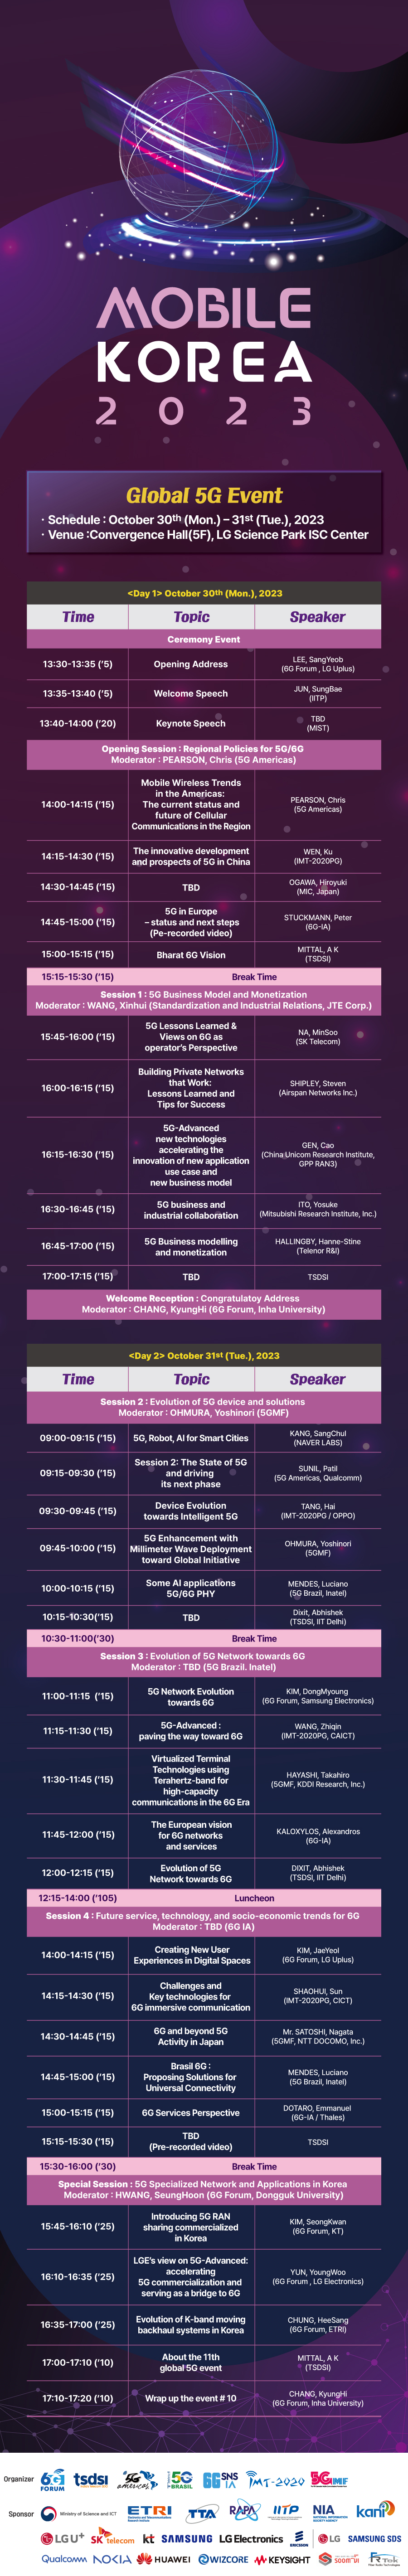 MOBILE
KOREA
2023
Global 5G Event
· Schedule : October 30th (Mon.) – 31st (Tue.), 2023
· Venue :Convergence Hall(5F), LG Science Park ISC Center
<Day 1> October 30th (Mon.), 2023
Time Topic Speaker
Ceremony Event
13:30-13:35 ('5) Opening Address LEE, SangYeob
(6G Forum , LG Uplus)
13:35-13:40 ('5) Welcome Speech JUN, SungBae
(IITP)
13:40-14:00 ('20) Keynote Speech TBD
(MIST)
Opening Session : Regional Policies for 5G/6G
Moderator : PEARSON, Chris (5G Americas)
14:00-14:15 ('15)
Mobile Wireless Trends
in the Americas:
The current status and
future of Cellular
Communications in the Region
PEARSON, Chris
(5G Americas)
14:15-14:30 ('15)
The innovative development
and prospects of 5G in China
WEN, Ku
(IMT-2020PG)
14:30-14:45 ('15) TBD
OGAWA, Hiroyuki
(MIC, Japan)
14:45-15:00 ('15)
5G in Europe
– status and next steps
(Pe-recorded video)
STUCKMANN, Peter
(6G-IA)
15:00-15:15 ('15) Bharat 6G Vision
MITTAL, A K
(TSDSI)
15:15-15:30 ('15) Break Time
Session 1 : 5G Business Model and Monetization
Moderator : WANG, Xinhui (Standardization and Industrial Relations, JTE Corp.)
15:45-16:00 ('15)
5G Lessons Learned &
Views on 6G as
operator's Perspective
NA, MinSoo
(SK Telecom)
16:00-16:15 ('15)
Building Private Networks
that Work:
Lessons Learned and
Tips for Success
SHIPLEY, Steven
(Airspan Networks Inc.)
16:15-16:30 ('15)
5G-Advanced
new technologies
accelerating the
innovation of new application
use case and
new business model
GEN, Cao
(China Unicom Research Institute,
GPP RAN3)
16:30-16:45 ('15)
5G business and
industrial collaboration
ITO, Yosuke
(Mitsubishi Research Institute, Inc.)
16:45-17:00 ('15)
5G Business modelling
and monetization
HALLINGBY, Hanne-Stine
(Telenor R&I)
17:00-17:15 ('15) TBD TSDSI
Welcome Reception : Congratulatoy Address
Moderator : CHANG, KyungHi (6G Forum, Inha University)
<Day 2> October 31st (Tue.), 2023
Time Topic Speaker
Session 2 : Evolution of 5G device and solutions
Moderator : OHMURA, Yoshinori (5GMF)
09:00-09:15 ('15) 5G, Robot, AI for Smart Cities
KANG, SangChul
(NAVER LABS)
09:15-09:30 ('15)
Session 2: The State of 5G
and driving
its next phase
SUNIL, Patil
(5G Americas, Qualcomm)
09:30-09:45 ('15)
Device Evolution
towards Intelligent 5G
TANG, Hai
(IMT-2020PG / OPPO)
09:45-10:00 ('15)
5G Enhancement with
Millimeter Wave Deployment
toward Global Initiative
OHMURA, Yoshinori
(5GMF)
10:00-10:15 ('15)
Some AI applications
5G/6G PHY
MENDES, Luciano
(5G Brazil, Inatel)
10:15-10:30('15) TBD
Dixit, Abhishek
(TSDSI, IIT Delhi)
10:30-11:00('30) Break Time
Session 3 : Evolution of 5G Network towards 6G
Moderator : TBD (5G Brazil. Inatel)
11:00-11:15 ('15)
5G Network Evolution
towards 6G
KIM, DongMyoung
(6G Forum, Samsung Electronics)
11:15-11:30 ('15)
5G-Advanced :
paving the way toward 6G
WANG, Zhiqin
(IMT-2020PG, CAICT)
11:30-11:45 ('15)
Virtualized Terminal
Technologies using
Terahertz-band for
high-capacity
communications in the 6G Era
HAYASHI, Takahiro
(5GMF, KDDI Research, Inc.)
11:45-12:00 ('15)
The European vision
for 6G networks
and services
KALOXYLOS, Alexandros
(6G-IA)
12:00-12:15 ('15)
Evolution of 5G
Network towards 6G
DIXIT, Abhishek
(TSDSI, IIT Delhi)
12:15-14:00 ('105) Luncheon
Session 4 : Future service, technology, and socio-economic trends for 6G
Moderator : TBD (6G IA)
14:00-14:15 ('15)
Creating New User
Experiences in Digital Spaces
KIM, JaeYeol
(6G Forum, LG Uplus)
14:15-14:30 ('15)
Challenges and
Key technologies for
6G immersive communication
SHAOHUI, Sun
(IMT-2020PG, CICT)
14:30-14:45 ('15)
6G and beyond 5G
Activity in Japan
Mr. SATOSHI, Nagata
(5GMF, NTT DOCOMO, Inc.)
14:45-15:00 ('15)
Brasil 6G :
Proposing Solutions for
Universal Connectivity
MENDES, Luciano
(5G Brazil, Inatel)
15:00-15:15 ('15) 6G Services Perspective
DOTARO, Emmanuel
(6G-IA / Thales)
15:15-15:30 ('15)
TBD
(Pre-recorded video)
TSDSI
15:30-16:00 ('30) Break Time
Special Session : 5G Specialized Network and Applications in Korea
Moderator : HWANG, SeungHoon (6G Forum, Dongguk University)
15:45-16:10 ('25)
Introducing 5G RAN
sharing commercialized
in Korea
KIM, SeongKwan
(6G Forum, KT)
16:10-16:35 ('25)
LGE's view on 5G-Advanced:
accelerating
5G commercialization and
serving as a bridge to 6G
YUN, YoungWoo
(6G Forum , LG Electronics)
16:35-17:00 ('25)
Evolution of K-band moving
backhaul systems in Korea
CHUNG, HeeSang
(6G Forum, ETRI)
17:00-17:10 ('10)
About the 11th
global 5G event
MITTAL, A K
(TSDSI)
17:10-17:20 ('10) Wrap up the event # 10
CHANG, KyungHi
(6G Forum, Inha University)
Organizer 6G FORUM tsdsi 5G americas 5G BRASIL 6G SNS IA IMT-2020 5GMF
Sponsor Ministry of Science and ICT ETRI TTA RAPA IITP NIA kani
LG U+ SK telecom kt SAMSUNG LG Electronics ERICSSON LG SAMSUNG SDS
Qualcomm NOKIA HUAWEI WIZCORE KEYSIGHT FRTek